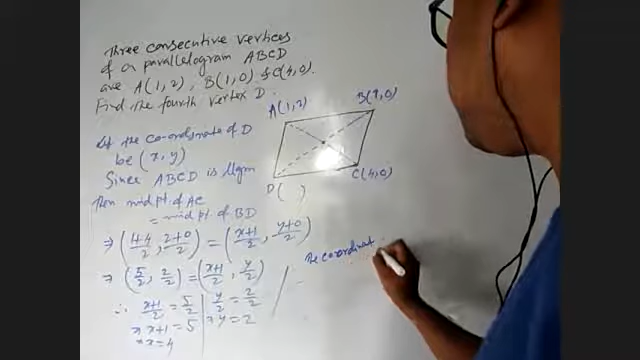 Three consecutive vertices
of a parallelogram ABCD
are A(1,2), B(1,0) & C(4,0).
Find the fourth vertex D.
A(1,2)
B(1,0)
C(4,0)
D( )
Let the co-ordinate of D
be (x,y)
Since ABCD is llgm
Then mid pt. of AC
= mid pt. of BD
⇒ (1+4/2, 2+0/2) = (x+1/2, y+0/2)
⇒ (5/2, 2/2) = (x+1/2, y/2)
∴ x+1/2 = 5/2 | y/2 = 2/2
⇒ x+1 = 5 ⇒ y = 2
⇒ x = 4
The coordinat